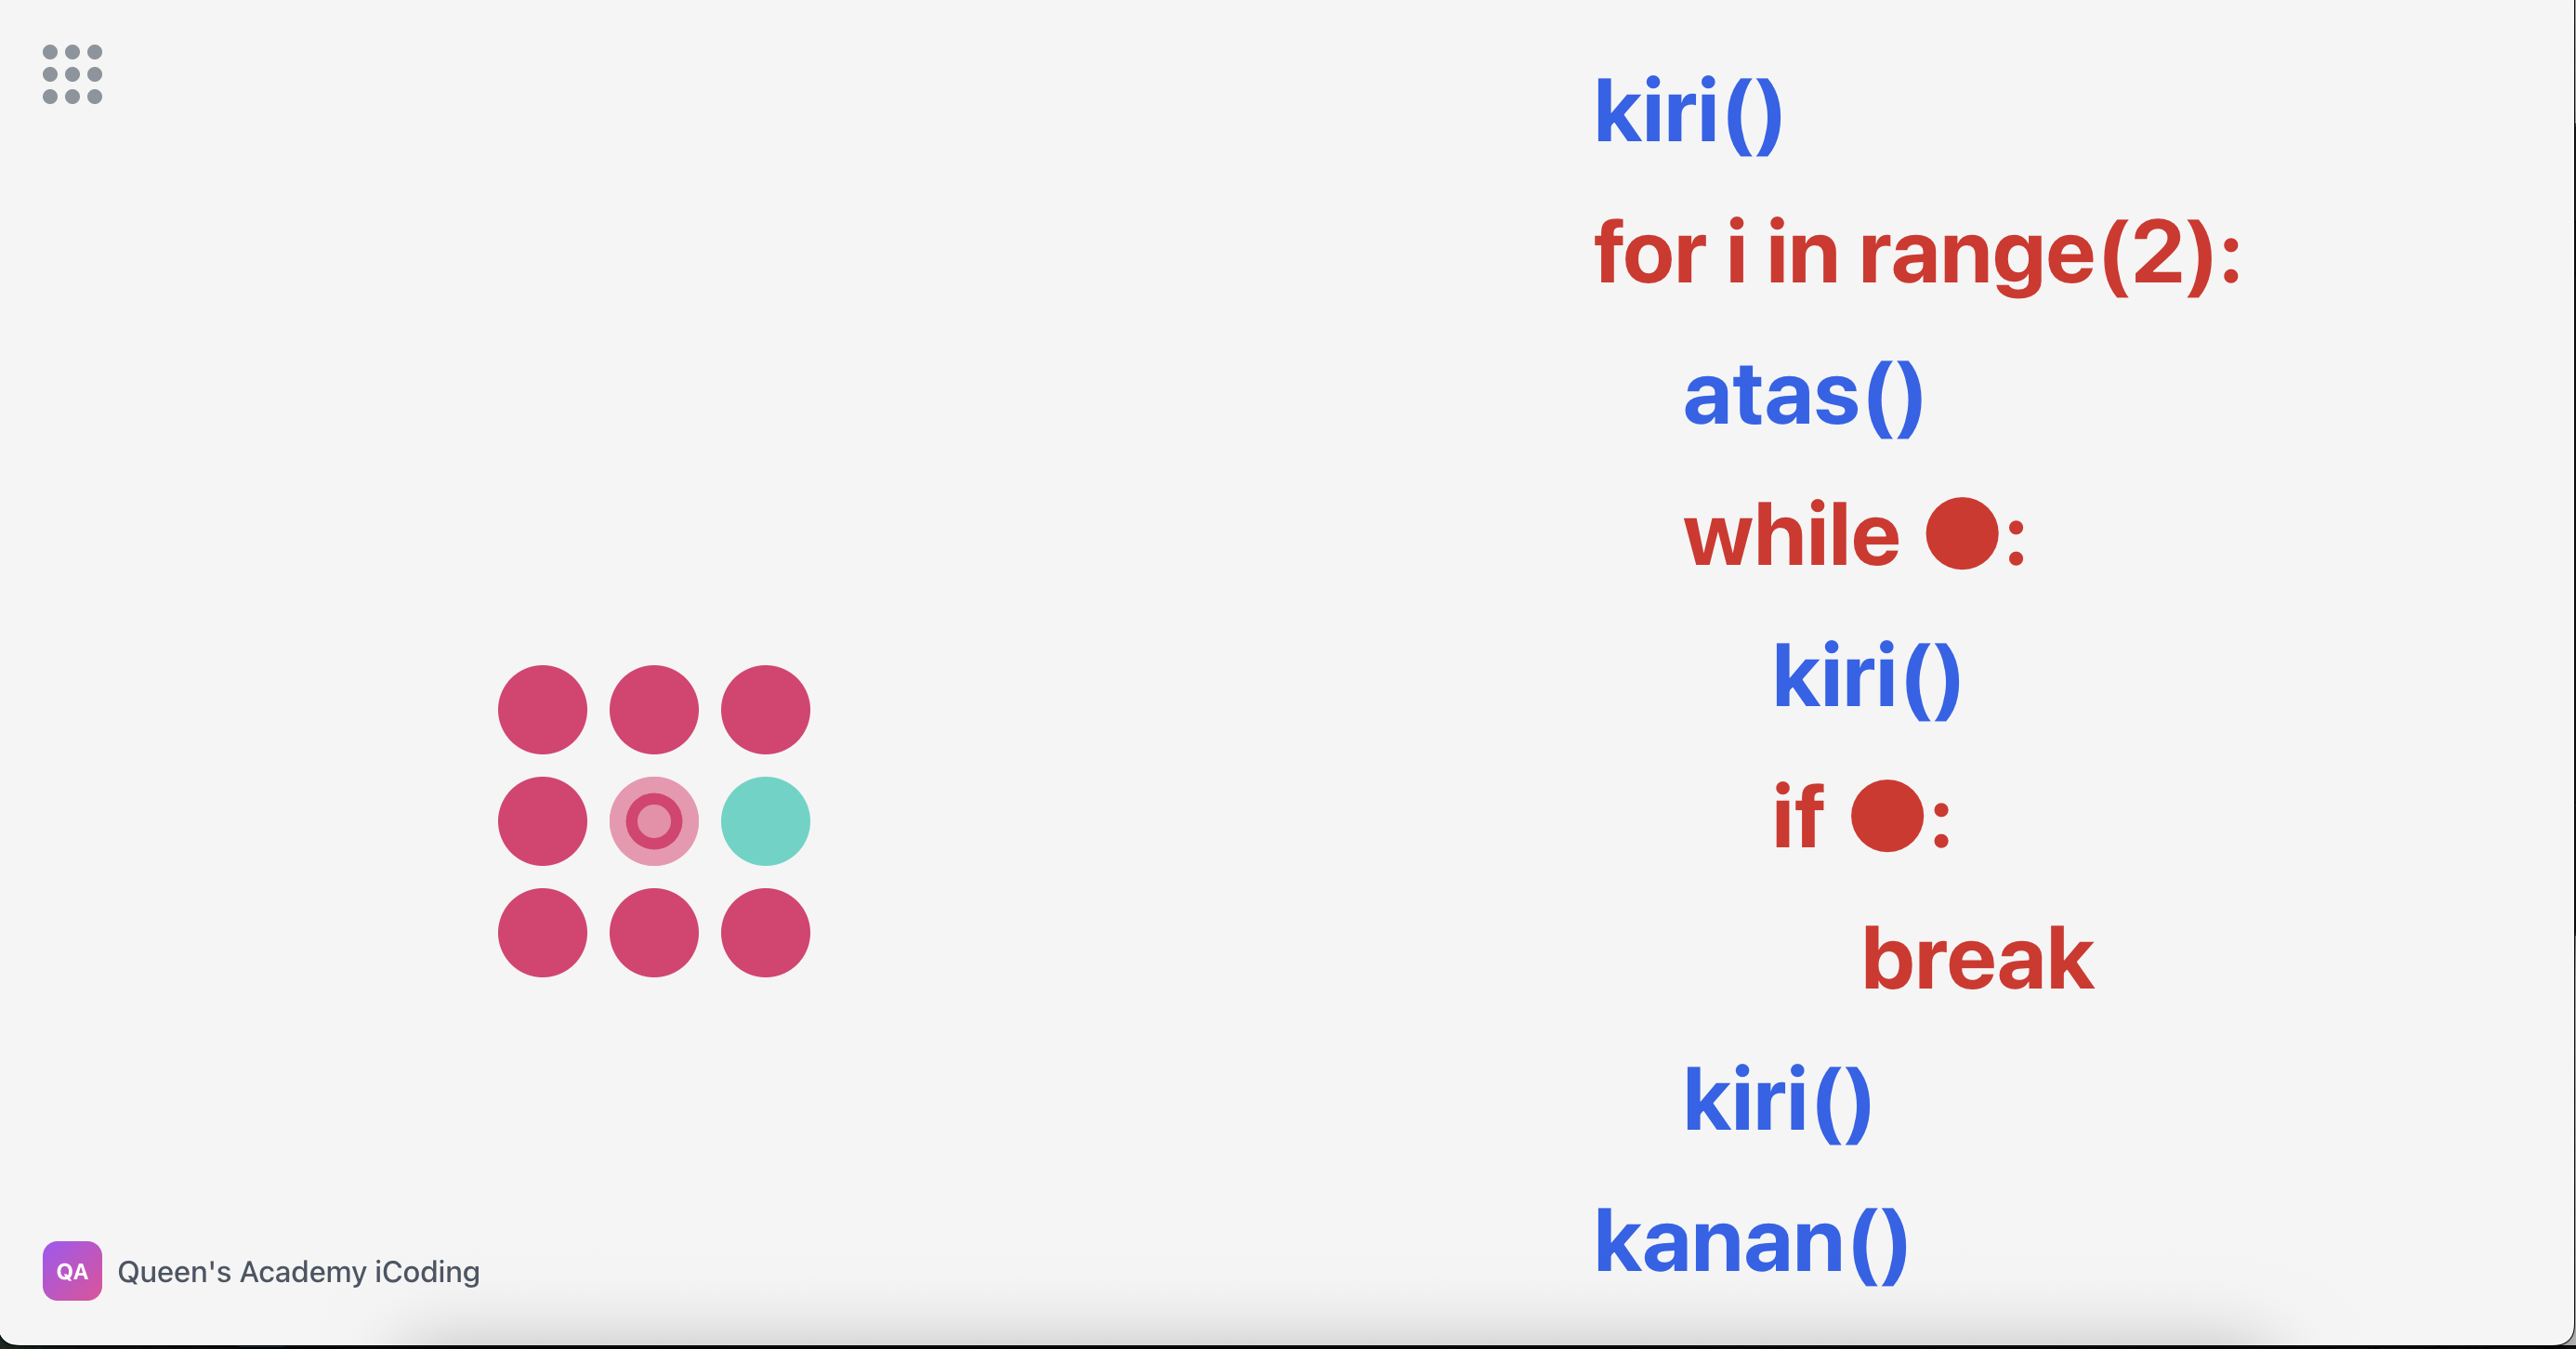 kiri()
for i in range(2):
atas()
while :
kiri()
if :
break
kiri()
kanan()
QA Queen's Academy iCoding